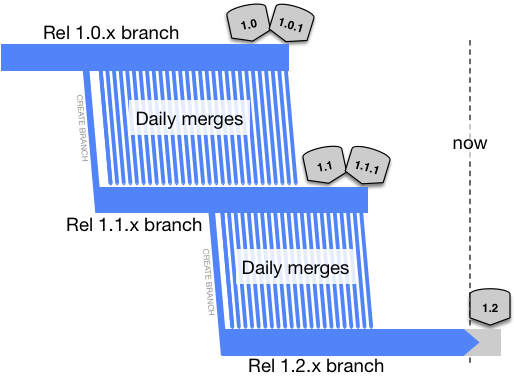 Rel 1.0.x branch
1.0
1.0.1
CREATE BRANCH
Daily merges
now
1.1
1.1.1
Rel 1.1.x branch
CREATE BRANCH
Daily merges
1.2
Rel 1.2.x branch